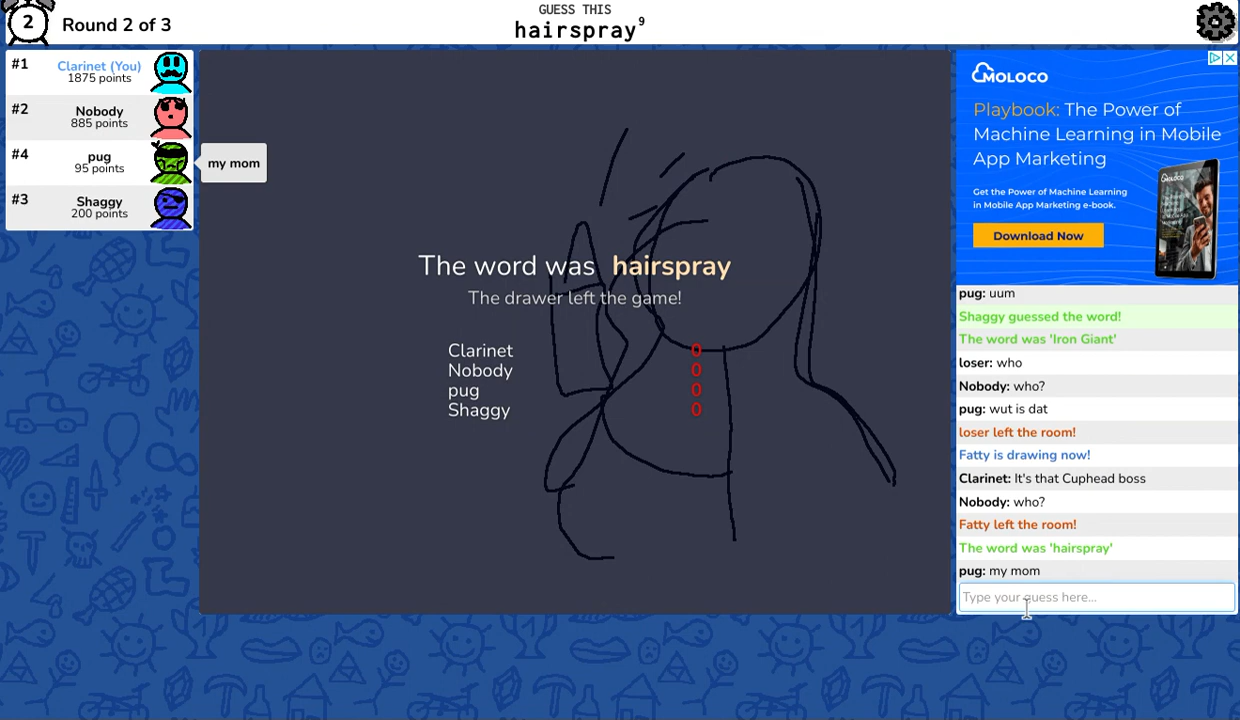 2
Round 2 of 3
GUESS THIS
hairspray9
#1
Clarinet (You)
1875 points
#2
Nobody
885 points
#4
pug
95 points
my mom
#3
Shaggy
200 points
The word was hairspray
The drawer left the game!
Clarinet 0
Nobody 0
pug 0
Shaggy 0
MOLOCO
Playbook: The Power of
Machine Learning in Mobile
App Marketing
Get the Power of Machine Learning
in Mobile App Marketing e-book.
Download Now
pug: uum
Shaggy guessed the word!
The word was 'Iron Giant'
loser: who
Nobody: who?
pug: wut is dat
loser left the room!
Fatty is drawing now!
Clarinet: It's that Cuphead boss
Nobody: who?
Fatty left the room!
The word was 'hairspray'
pug: my mom
Type your guess here...